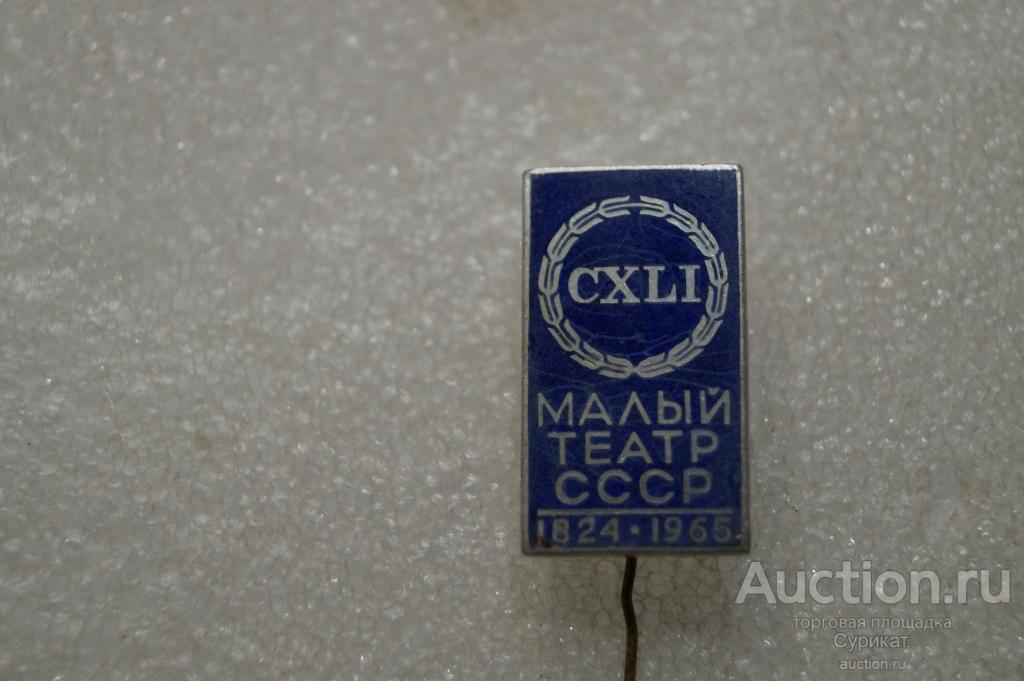 CXLI
МАЛЫЙ
ТЕАТР
СССР
1824 · 1965
Auction.ru
торговая площадка
Сурикат.
auction.ru